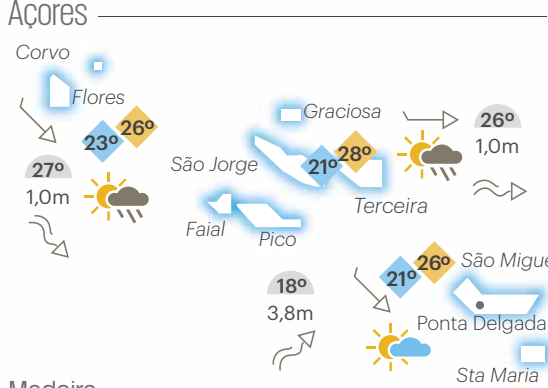 Açores
Corvo
Flores
23º 26º
27º
1,0m
Graciosa
São Jorge
21º 28º
Terceira
Faial
Pico
26º
1,0m
18º
3,8m
21º 26º
São Migue
Ponta Delgada
Sta Maria
Madeira